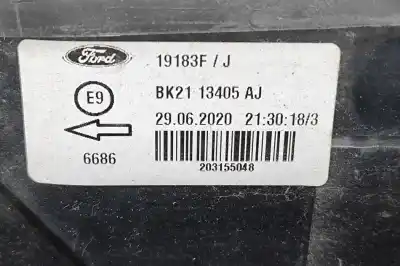 Ford
19183F / J
E9
BK21 13405 AJ
29.06.2020 21:30:18/3
6686
203155048